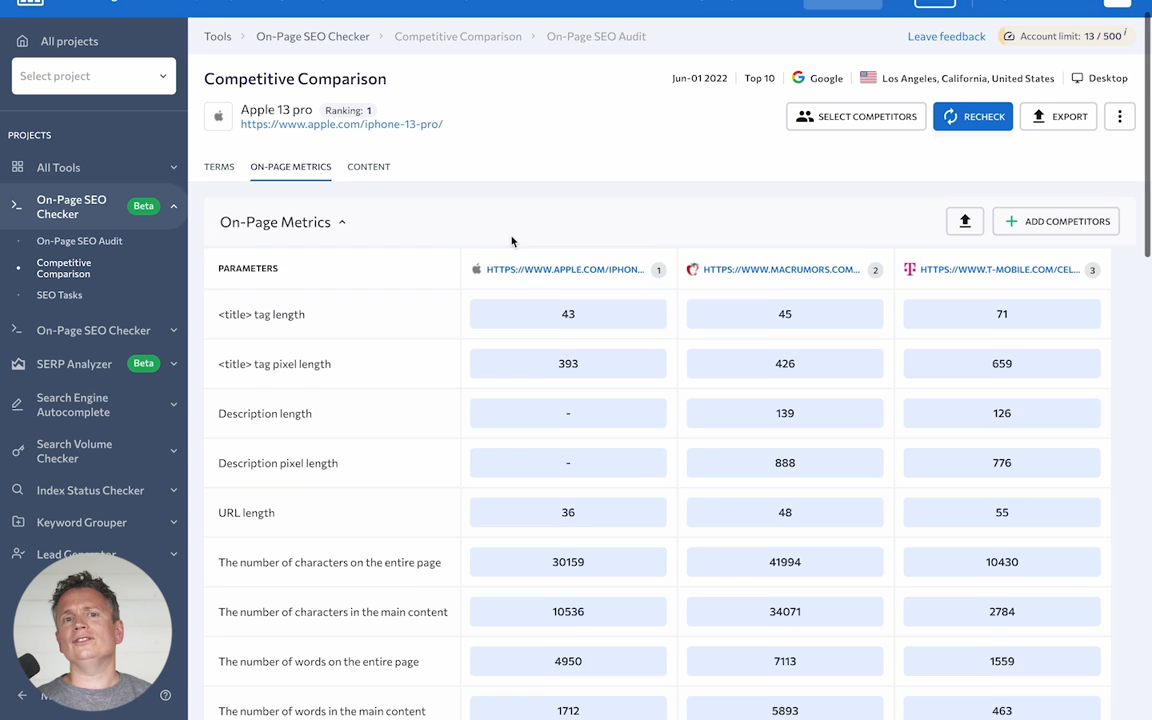 All projects
Select project
PROJECTS
All Tools
On-Page SEO
Checker
Beta
On-Page SEO Audit
Competitive
Comparison
SEO Tasks
On-Page SEO Checker
SERP Analyzer
Beta
Search Engine
Autocomplete
Search Volume
Checker
Index Status Checker
Keyword Grouper
Lead Generator
Tools > On-Page SEO Checker > Competitive Comparison > On-Page SEO Audit
Leave feedback
Account limit: 13 / 500 i
Competitive Comparison
Jun-01 2022 Top 10 Google Los Angeles, California, United States Desktop
Apple 13 pro Ranking: 1
https://www.apple.com/iphone-13-pro/
SELECT COMPETITORS RECHECK EXPORT
TERMS ON-PAGE METRICS CONTENT
On-Page Metrics
ADD COMPETITORS
PARAMETERS HTTPS://WWW.APPLE.COM/IPHON... 1 HTTPS://WWW.MACRUMORS.COM... 2 HTTPS://WWW.T-MOBILE.COM/CEL... 3
<title> tag length 43 45 71
<title> tag pixel length 393 426 659
Description length - 139 126
Description pixel length - 888 776
URL length 36 48 55
The number of characters on the entire page 30159 41994 10430
The number of characters in the main content 10536 34071 2784
The number of words on the entire page 4950 7113 1559
The number of words in the main content 1712 5893 463